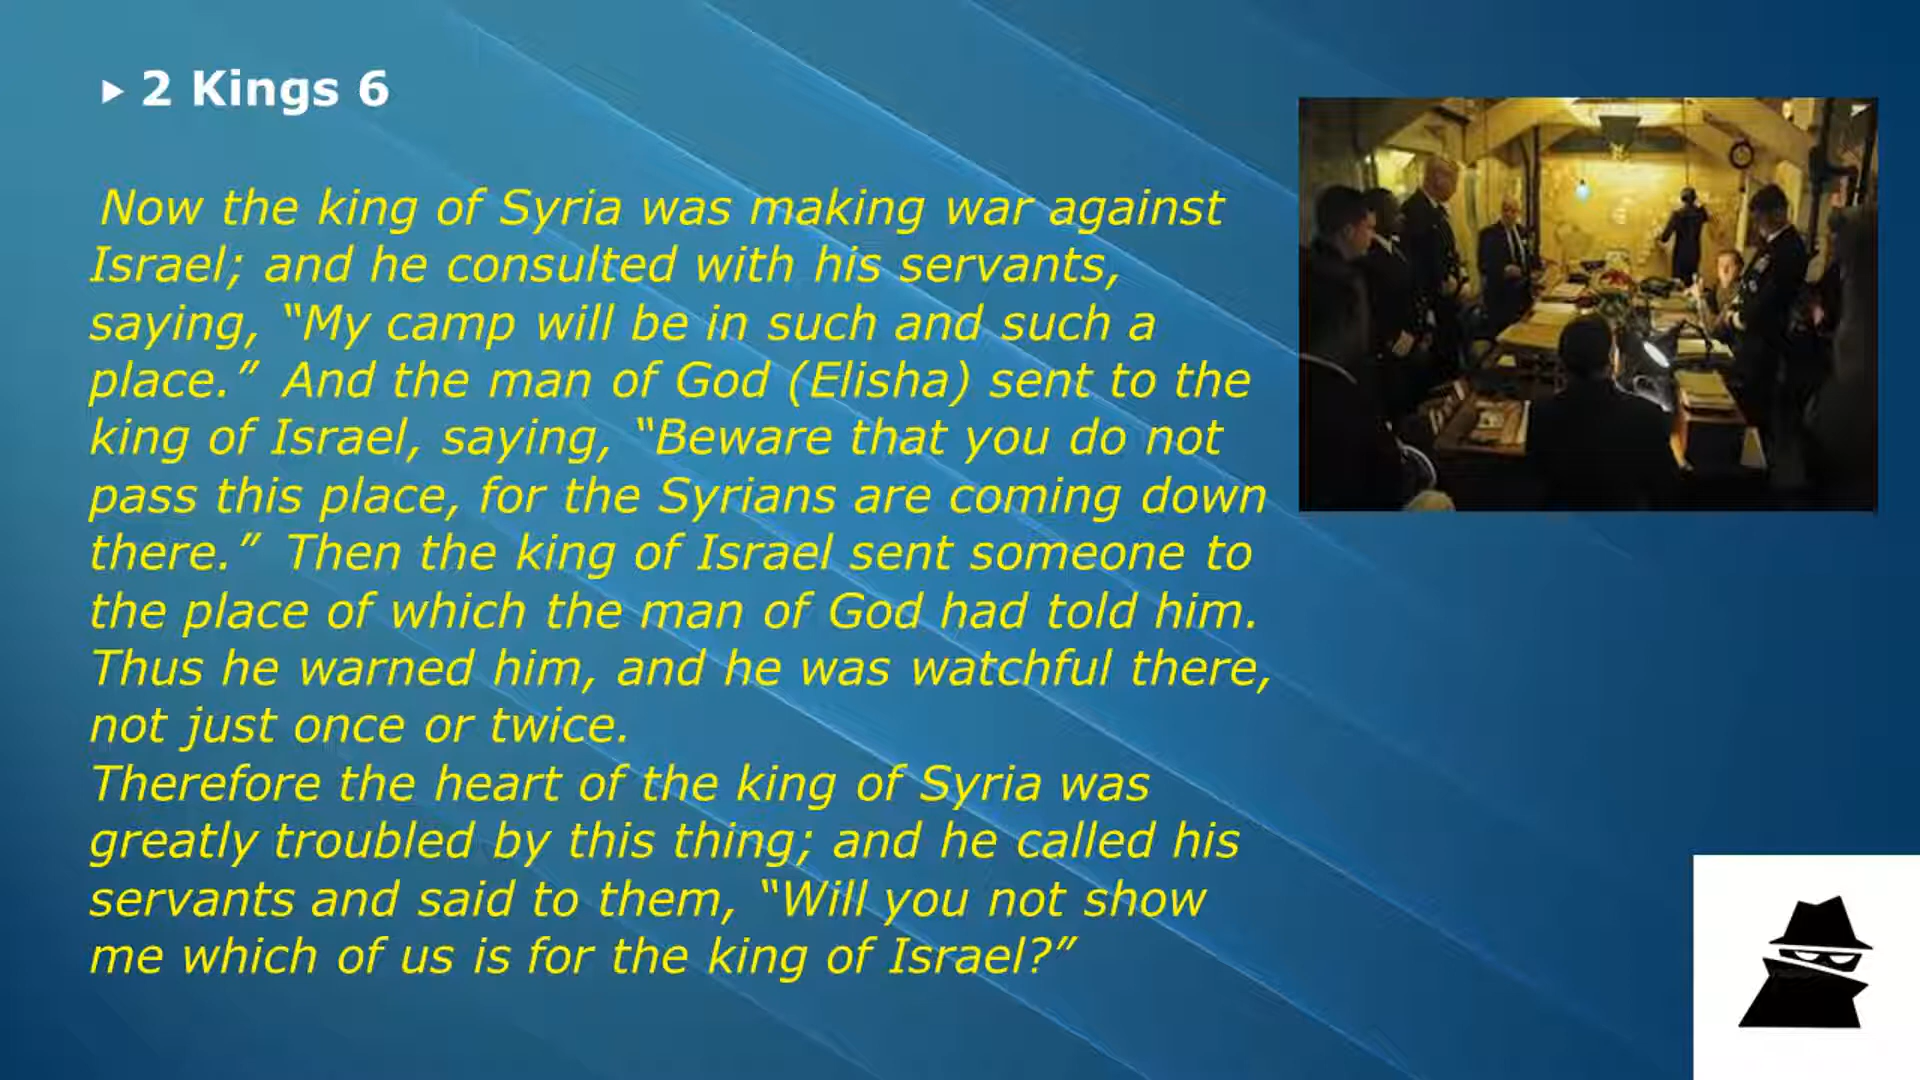 2 Kings 6
Now the king of Syria was making war against
Israel; and he consulted with his servants,
saying, “My camp will be in such and such a
place.” And the man of God (Elisha) sent to the
king of Israel, saying, “Beware that you do not
pass this place, for the Syrians are coming down
there.” Then the king of Israel sent someone to
the place of which the man of God had told him.
Thus he warned him, and he was watchful there,
not just once or twice.
Therefore the heart of the king of Syria was
greatly troubled by this thing; and he called his
servants and said to them, “Will you not show
me which of us is for the king of Israel?”